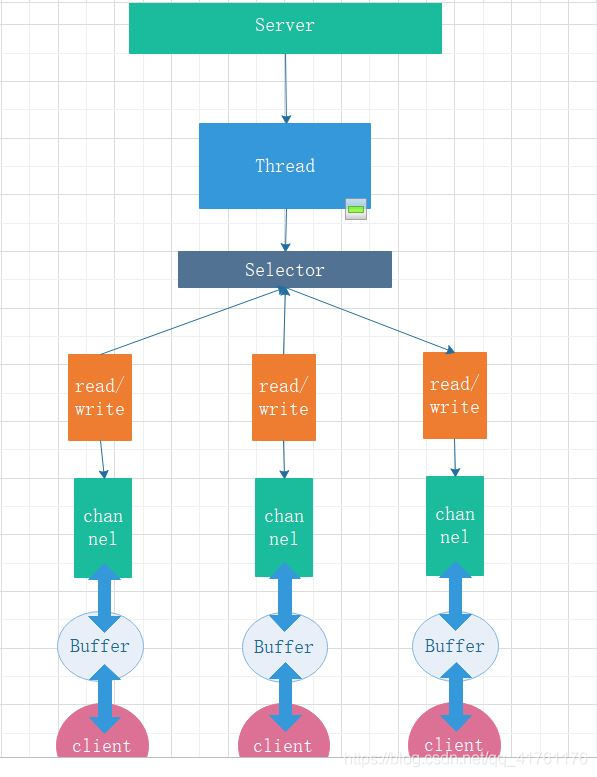 Server
Thread
Selector
read/
write
read/
write
read/
write
chan
nel
chan
nel
chan
nel
Buffer
Buffer
Buffer
client
client
client
https://blog.csdn.net/qq_41761176